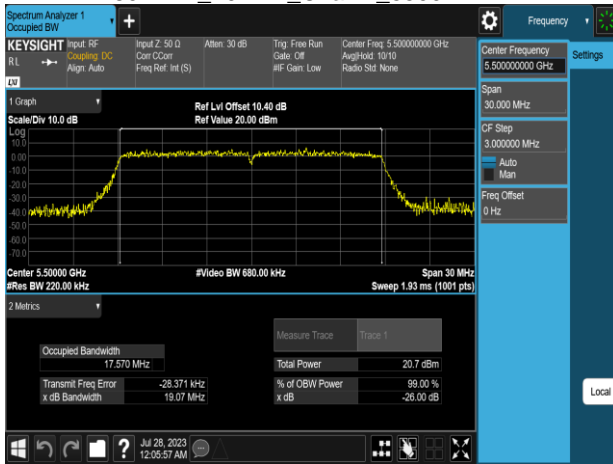 Spectrum Analyzer 1
Occupied BW
Frequency
KEYSIGHT
RL
LXI
Input: RF
Coupling: DC
Align: Auto
Input Z: 50 Ω
Corr CCorr
Freq Ref: Int (S)
Atten: 30 dB
Trig: Free Run
Gate: Off
#IF Gain: Low
Center Freq: 5.500000000 GHz
Avg|Hold: 10/10
Radio Std: None
Center Frequency
5.500000000 GHz
Settings
Span
30.000 MHz
CF Step
3.000000 MHz
Auto
Man
Freq Offset
0 Hz
1 Graph
Scale/Div 10.0 dB
Ref Lvl Offset 10.40 dB
Ref Value 20.00 dBm
Log
10.0
0.00
-10.0
-20.0
-30.0
-40.0
-50.0
-60.0
-70.0
Center 5.50000 GHz
#Res BW 220.00 kHz
#Video BW 680.00 kHz
Span 30 MHz
Sweep 1.93 ms (1001 pts)
2 Metrics
Measure Trace Trace 1
Occupied Bandwidth
17.570 MHz
Total Power 20.7 dBm
Transmit Freq Error -28.371 kHz
% of OBW Power 99.00 %
x dB Bandwidth 19.07 MHz
x dB -26.00 dB
Local
Jul 28, 2023
12:05:57 AM